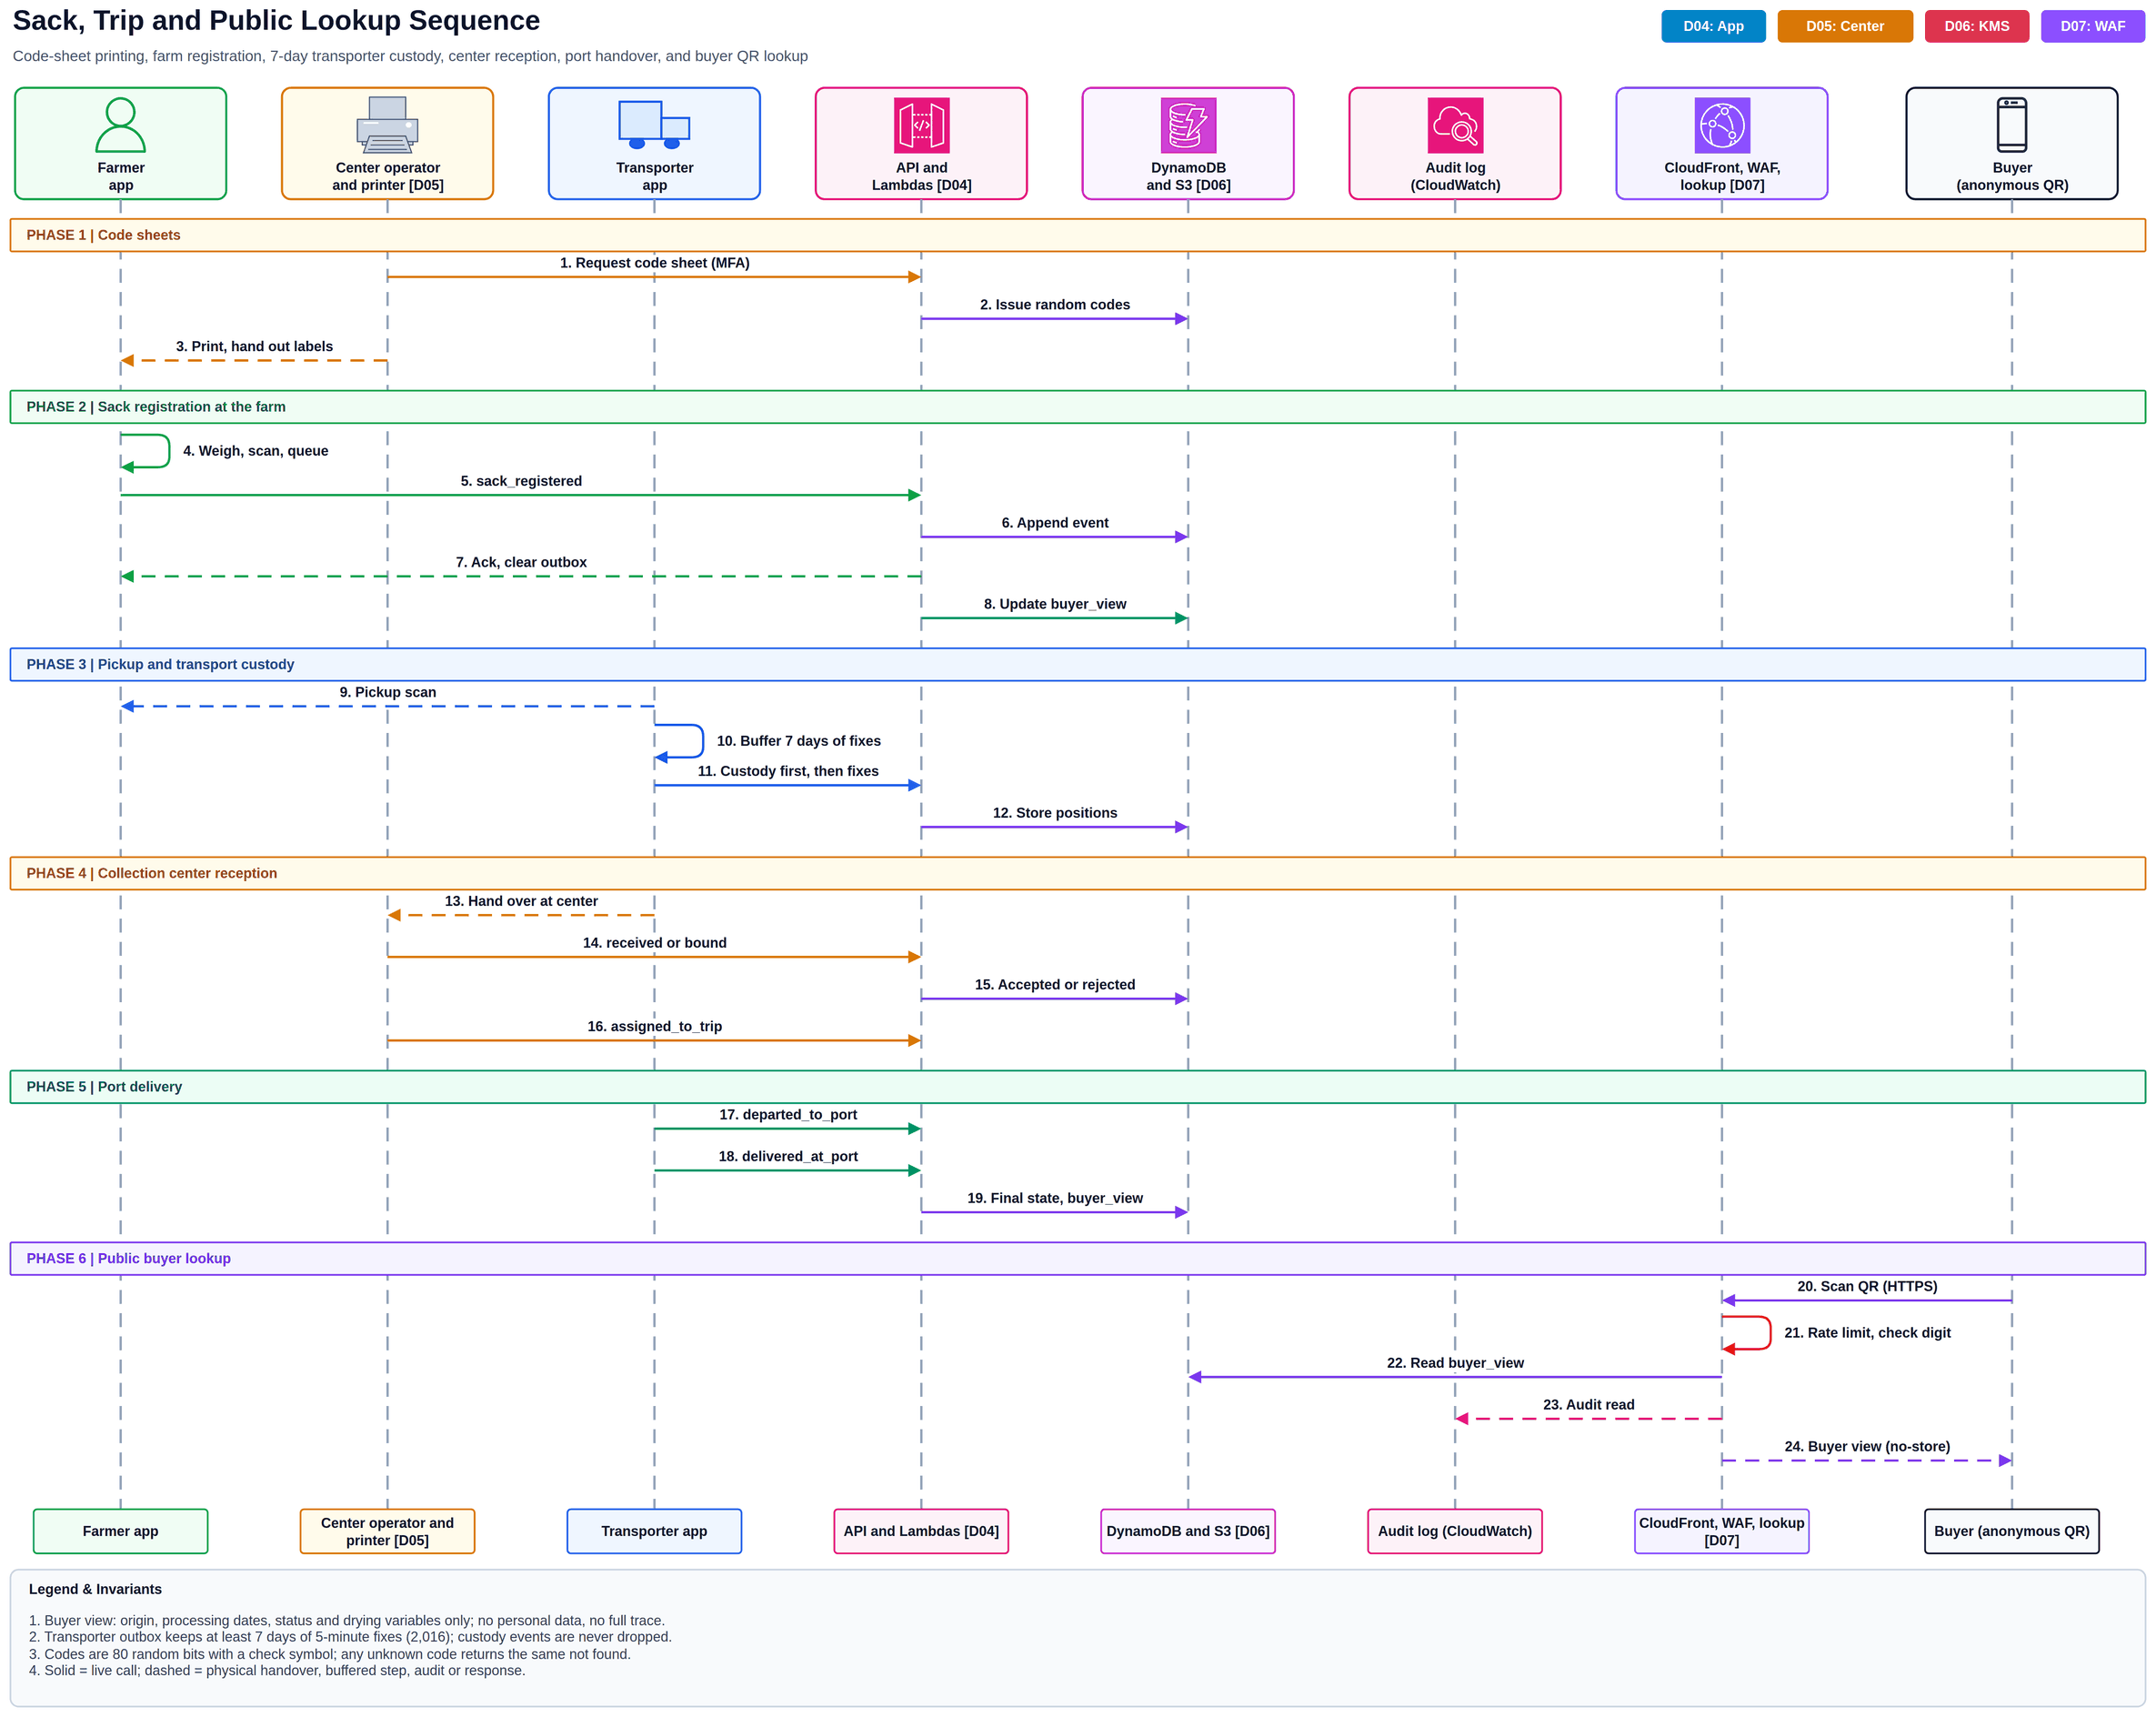 Sack, Trip and Public Lookup Sequence
D04: App
D05: Center
D06: KMS
D07: WAF
Code-sheet printing, farm registration, 7-day transporter custody, center reception, port handover, and buyer QR lookup
Farmer
app
Center operator
and printer [D05]
Transporter
app
API and
Lambdas [D04]
DynamoDB
and S3 [D06]
Audit log
(CloudWatch)
CloudFront, WAF,
lookup [D07]
Buyer
(anonymous QR)
PHASE 1 | Code sheets
1. Request code sheet (MFA)
2. Issue random codes
3. Print, hand out labels
PHASE 2 | Sack registration at the farm
4. Weigh, scan, queue
5. sack_registered
6. Append event
7. Ack, clear outbox
8. Update buyer_view
PHASE 3 | Pickup and transport custody
9. Pickup scan
10. Buffer 7 days of fixes
11. Custody first, then fixes
12. Store positions
PHASE 4 | Collection center reception
13. Hand over at center
14. received or bound
15. Accepted or rejected
16. assigned_to_trip
PHASE 5 | Port delivery
17. departed_to_port
18. delivered_at_port
19. Final state, buyer_view
PHASE 6 | Public buyer lookup
20. Scan QR (HTTPS)
21. Rate limit, check digit
22. Read buyer_view
23. Audit read
24. Buyer view (no-store)
Farmer app
Center operator and
printer [D05]
Transporter app
API and Lambdas [D04]
DynamoDB and S3 [D06]
Audit log (CloudWatch)
CloudFront, WAF, lookup
[D07]
Buyer (anonymous QR)
Legend & Invariants
1. Buyer view: origin, processing dates, status and drying variables only; no personal data, no full trace.
2. Transporter outbox keeps at least 7 days of 5-minute fixes (2,016); custody events are never dropped.
3. Codes are 80 random bits with a check symbol; any unknown code returns the same not found.
4. Solid = live call; dashed = physical handover, buffered step, audit or response.